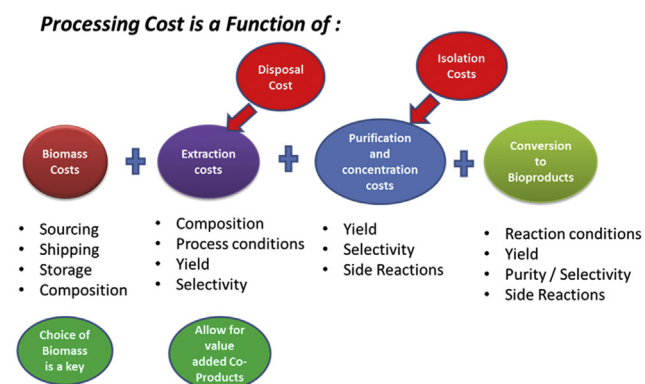 Processing Cost is a Function of :
Disposal
Cost
Isolation
Costs
Biomass
Costs
+
Extraction
costs
+
Purification
and
concentration
costs
+
Conversion
to
Bioproducts
• Sourcing
• Shipping
• Storage
• Composition
• Composition
• Process conditions
• Yield
• Selectivity
• Yield
• Selectivity
• Side Reactions
• Reaction conditions
• Yield
• Purity / Selectivity
• Side Reactions
Choice of
Biomass
is a key
Allow for
value
added Co-
Products